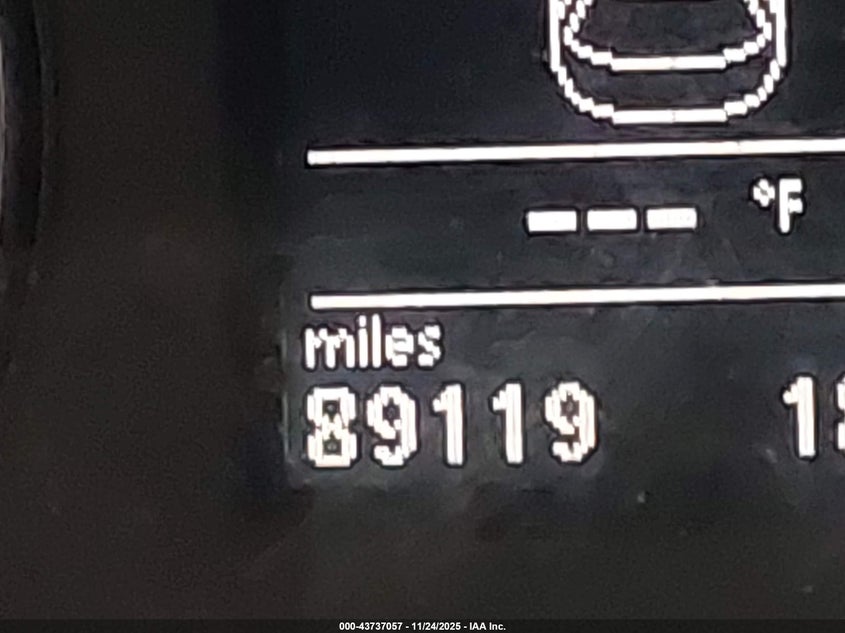 --- °F
miles
89119
000-43737057 - 11/24/2025 - IAA Inc.